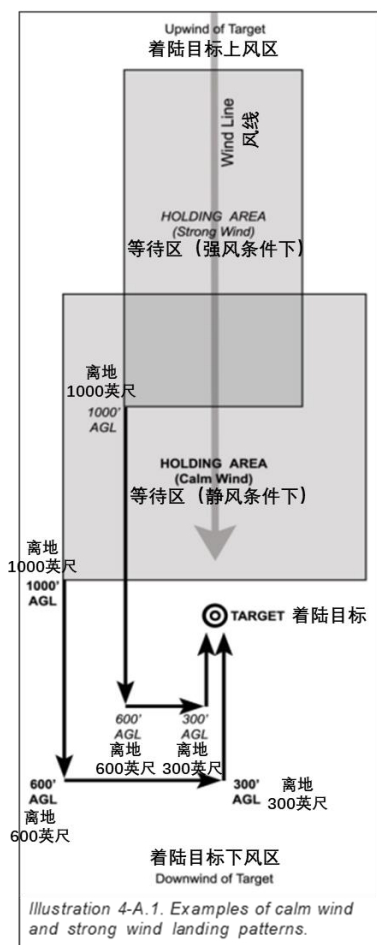 Upwind of Target
着陆目标上风区
Wind Line
风线
HOLDING AREA
(Strong Wind)
等待区（强风条件下）
离地
1000英尺
1000'
AGL
HOLDING AREA
(Calm Wind)
等待区（静风条件下）
离地
1000英尺
1000'
AGL
TARGET 着陆目标
600'
AGL
离地
600英尺
300'
AGL
离地
300英尺
600'
AGL
离地
600英尺
300'
AGL
离地
300英尺
着陆目标下风区
Downwind of Target
Illustration 4-A.1. Examples of calm wind
and strong wind landing patterns.